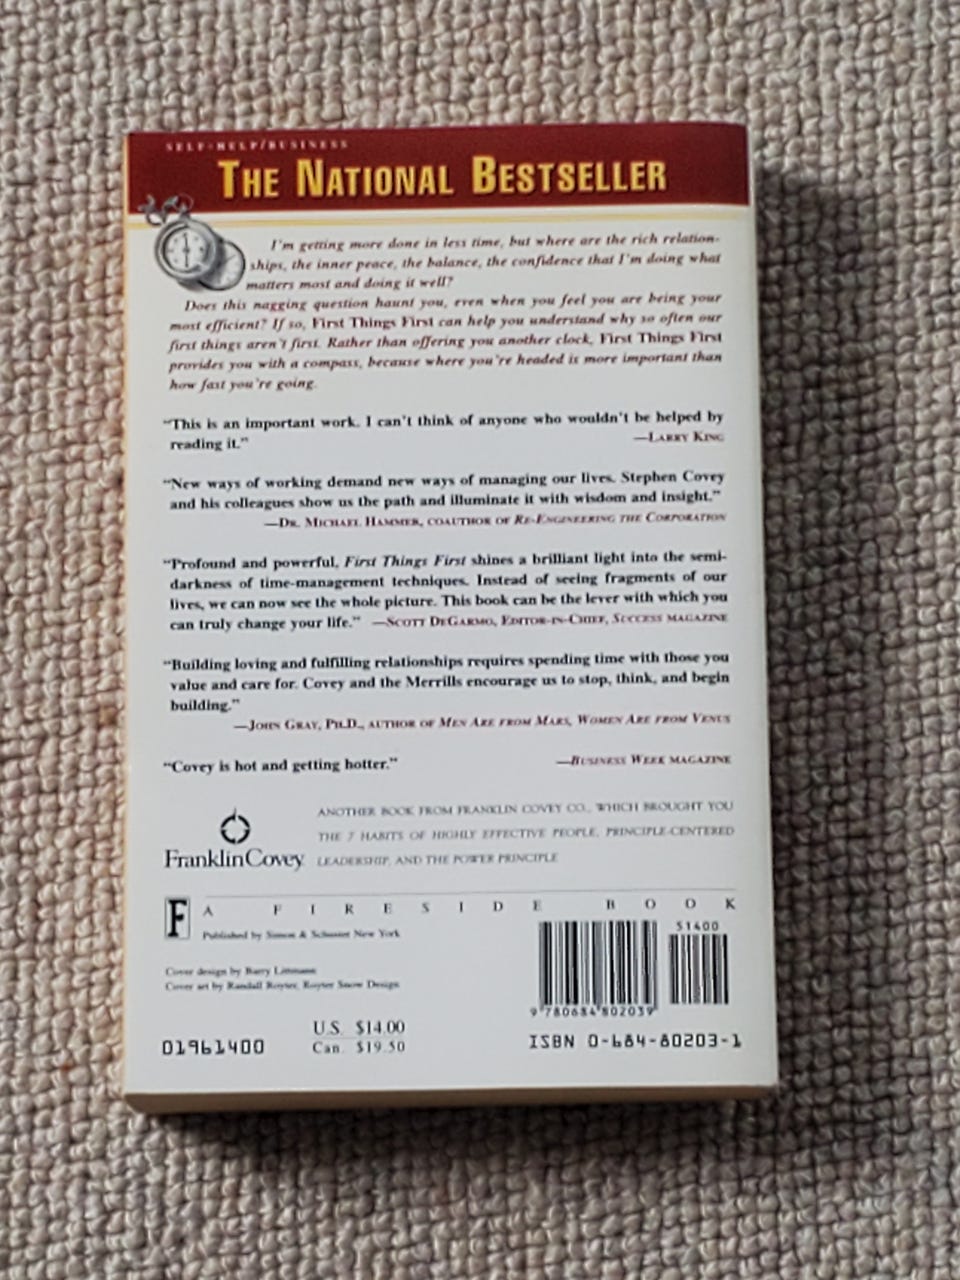 SELF-HELP/BUSINESS
THE NATIONAL BESTSELLER
I'm getting more done in less time, but where are the rich relation-
ships, the inner peace, the balance, the confidence that I'm doing what
matters most and doing it well?
Does this nagging question haunt you, even when you feel you are being your
most efficient? If so, First Things First can help you understand why so often our
first things aren't first. Rather than offering you another clock, First Things First
provides you with a compass, because where you're headed is more important than
how fast you're going.
"This is an important work. I can't think of anyone who wouldn't be helped by
reading it." —LARRY KING
"New ways of working demand new ways of managing our lives. Stephen Covey
and his colleagues show us the path and illuminate it with wisdom and insight."
—DR. MICHAEL HAMMER, COAUTHOR OF RE-ENGINEERING THE CORPORATION
"Profound and powerful, First Things First shines a brilliant light into the semi-
darkness of time-management techniques. Instead of seeing fragments of our
lives, we can now see the whole picture. This book can be the lever with which you
can truly change your life." —SCOTT DEGARMO, EDITOR-IN-CHIEF, SUCCESS MAGAZINE
"Building loving and fulfilling relationships requires spending time with those you
value and care for. Covey and the Merrills encourage us to stop, think, and begin
building."
—JOHN GRAY, PH.D., AUTHOR OF MEN ARE FROM MARS, WOMEN ARE FROM VENUS
"Covey is hot and getting hotter." —BUSINESS WEEK MAGAZINE
ANOTHER BOOK FROM FRANKLIN COVEY CO., WHICH BROUGHT YOU
THE 7 HABITS OF HIGHLY EFFECTIVE PEOPLE, PRINCIPLE-CENTERED
LEADERSHIP, AND THE POWER PRINCIPLE
FranklinCovey
F
A FIRESIDE BOOK
Published by Simon & Schuster New York
Cover design by Barry Littmann
Cover art by Randall Royter, Royter Snow Design
51400
9 780684 802039
U.S. $14.00
Can. $19.50
01961400
ISBN 0-684-80203-1